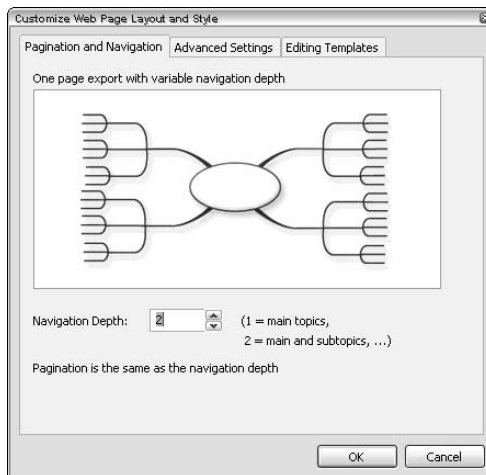 Customize Web Page Layout and Style
Pagination and Navigation Advanced Settings Editing Templates
One page export with variable navigation depth
Navigation Depth: 2 (1 = main topics,
2 = main and subtopics, ...)
Pagination is the same as the navigation depth
OK Cancel